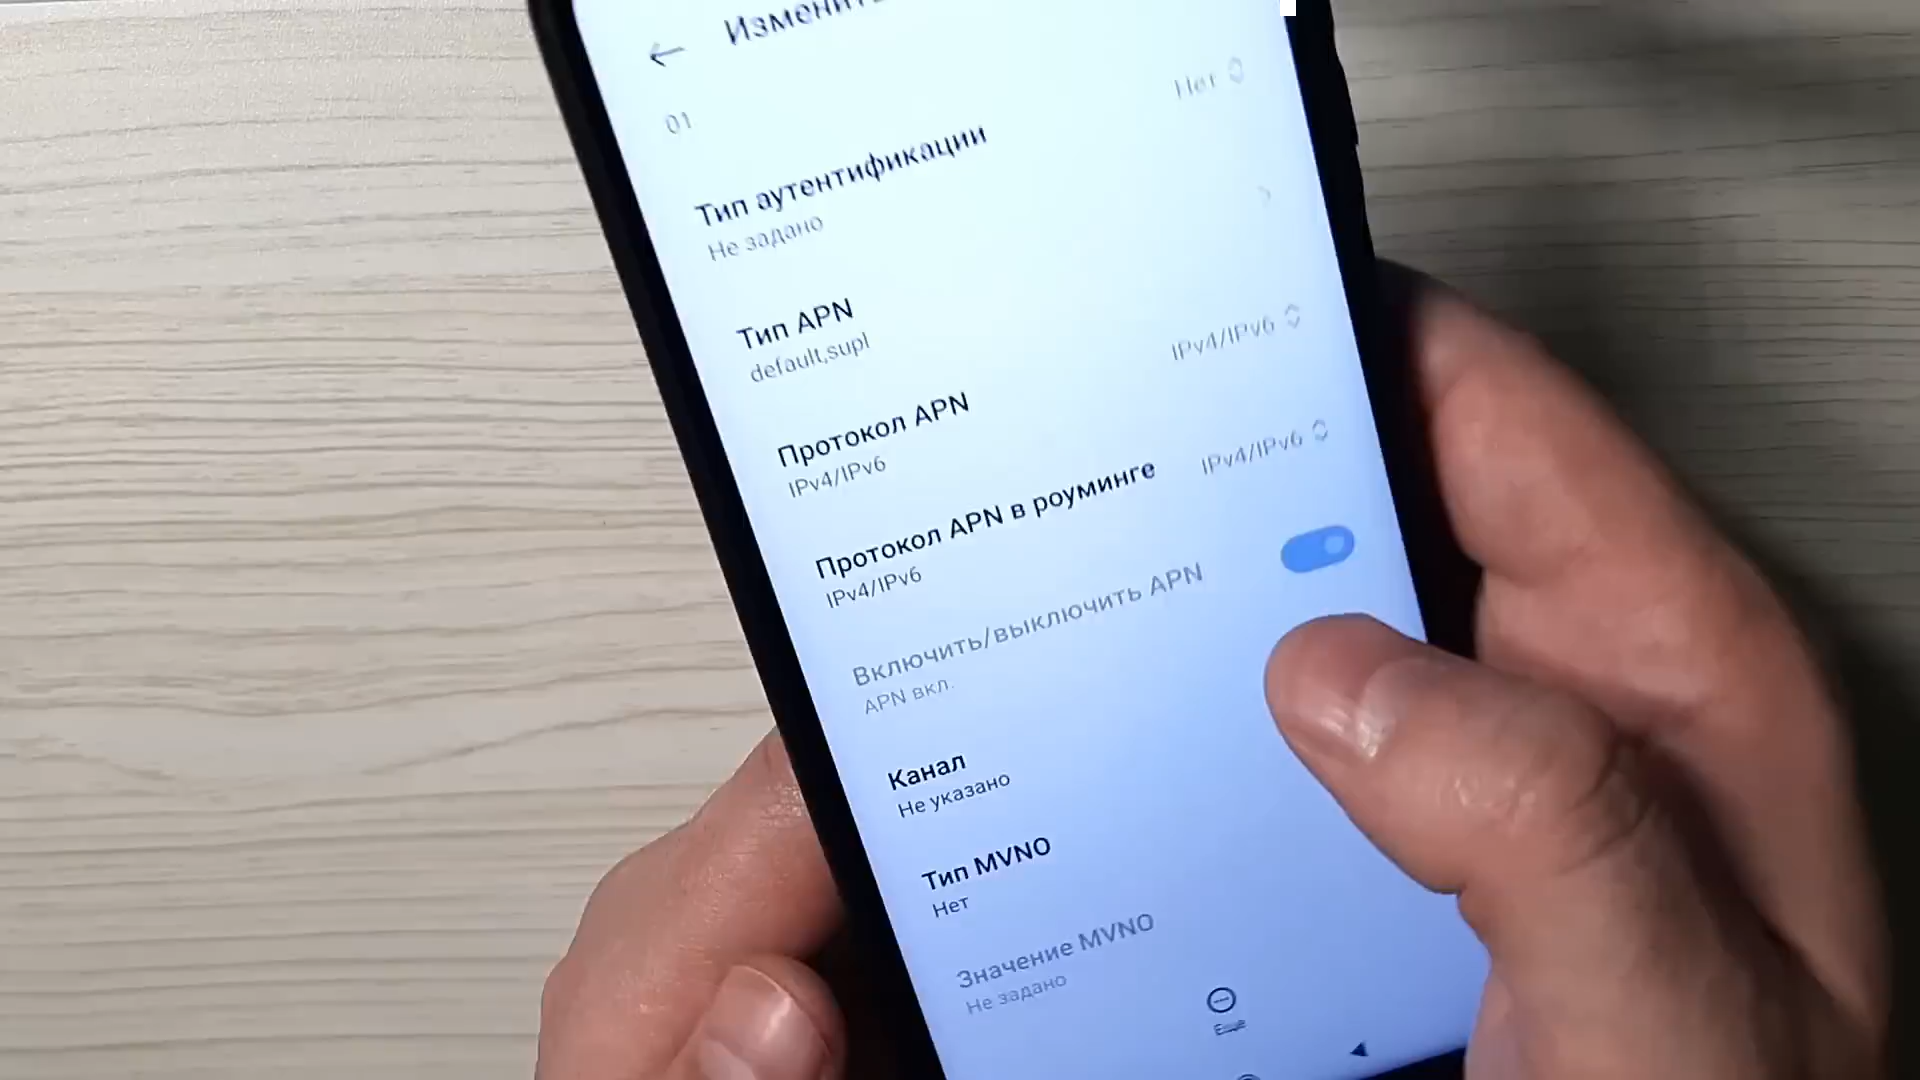 Изменить
01
Нет
Тип аутентификации
Не задано
Тип APN
default,supl
Протокол APN
IPv4/IPv6
IPv4/IPv6
Протокол APN в роуминге
IPv4/IPv6
IPv4/IPv6
Включить/выключить APN
APN вкл.
Канал
Не указано
Тип MVNO
Нет
Значение MVNO
Не задано
Еще